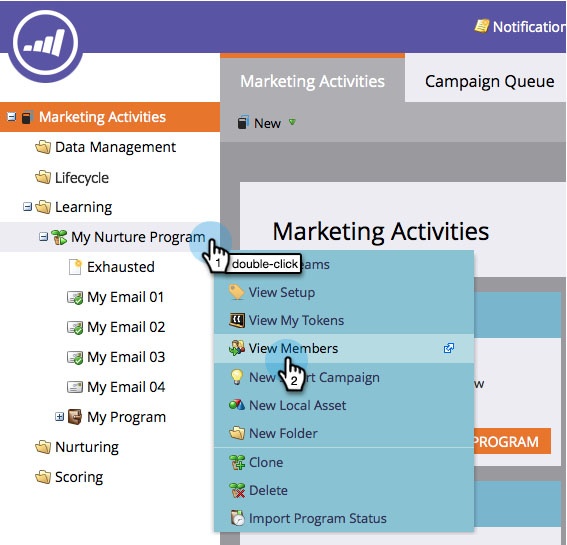 Notification
Marketing Activities
Campaign Queue
Marketing Activities
New
Data Management
Lifecycle
Learning
Marketing Activities
My Nurture Program
1
double-click
Exhausted
View Setup
My Email 01
View My Tokens
My Email 02
View Members
My Email 03
2
New Campaign
My Email 04
New Local Asset
My Program
New Folder
PROGRAM
Nurturing
Clone
Scoring
Delete
Import Program Status